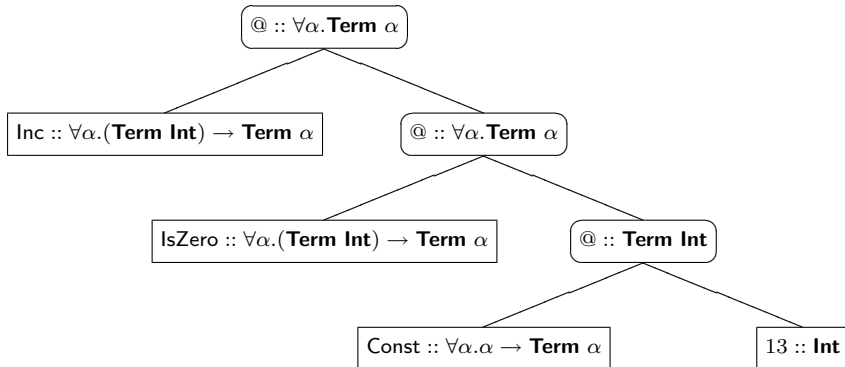 @ :: ∀α.Term α
Inc :: ∀α.(Term Int) → Term α
@ :: ∀α.Term α
IsZero :: ∀α.(Term Int) → Term α
@ :: Term Int
Const :: ∀α.α → Term α
13 :: Int